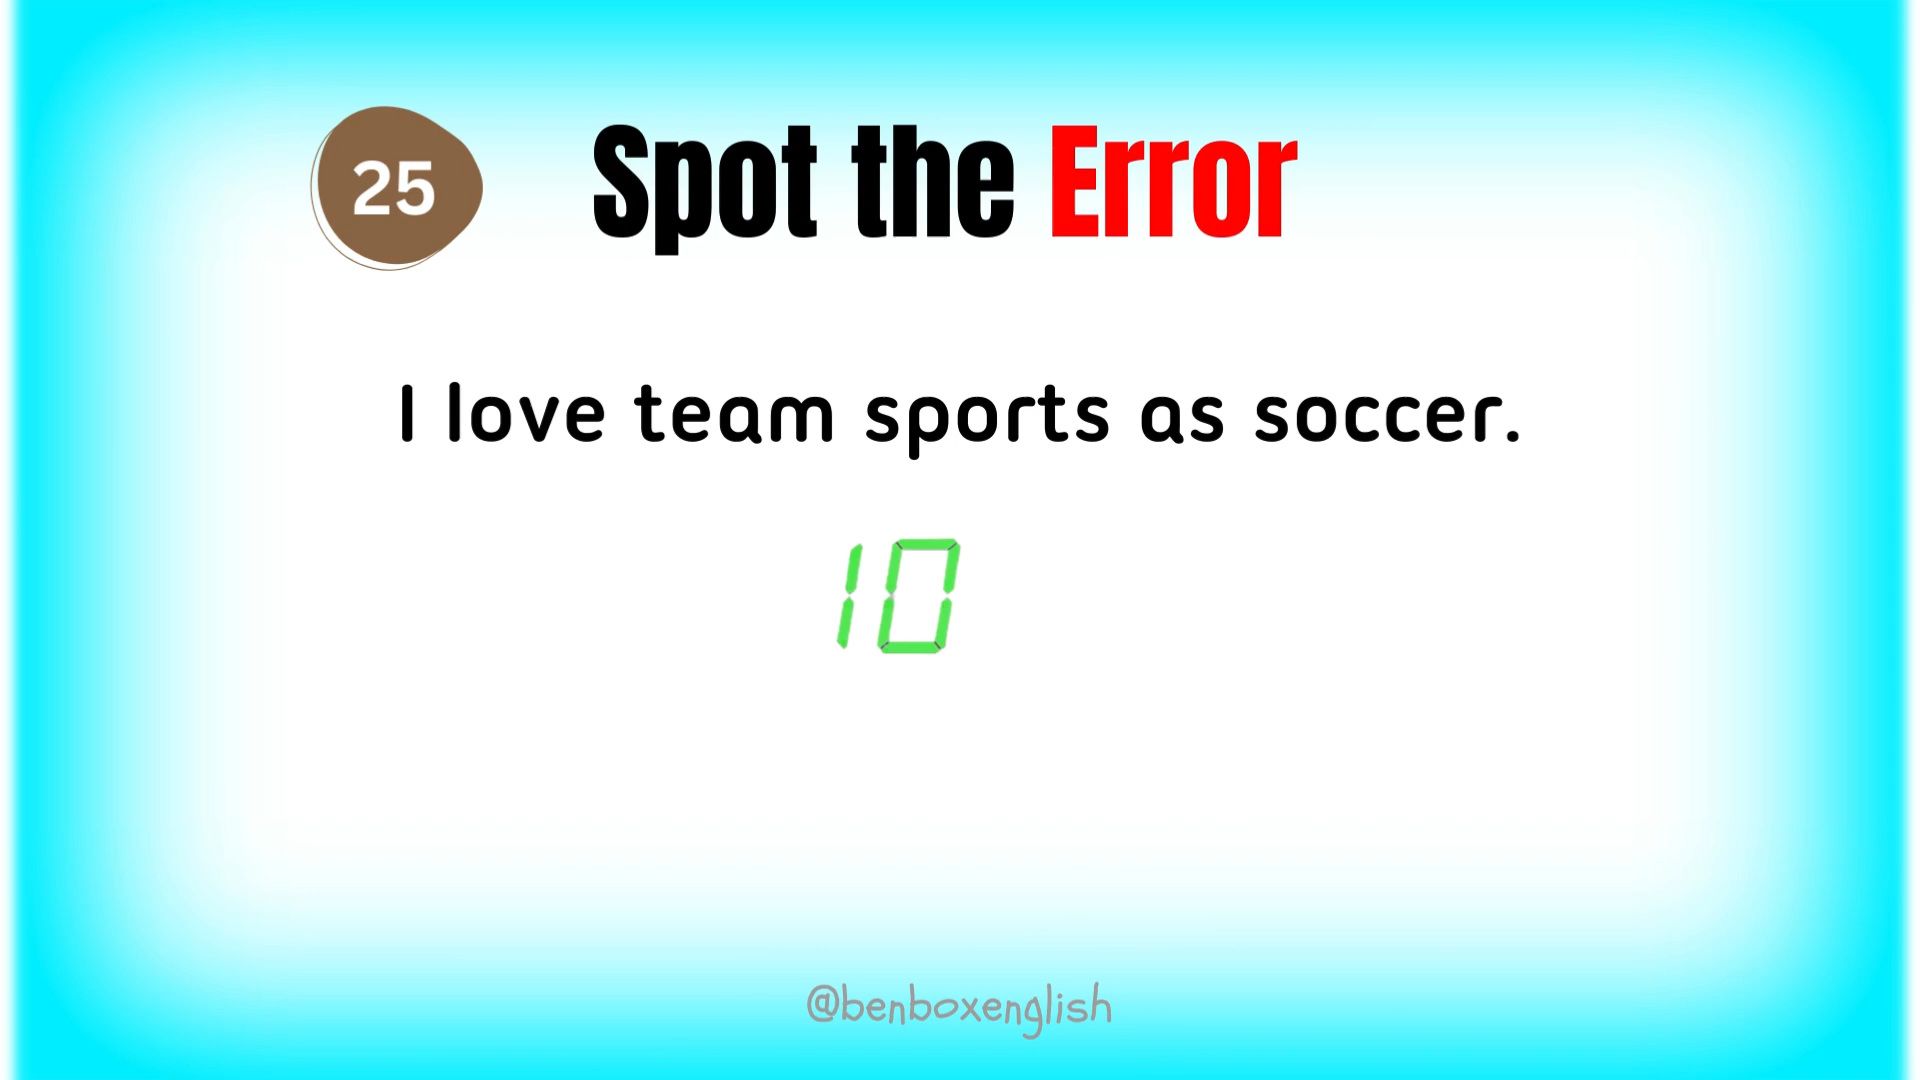 25
Spot the Error
I love team sports as soccer.
10
@benboxenglish